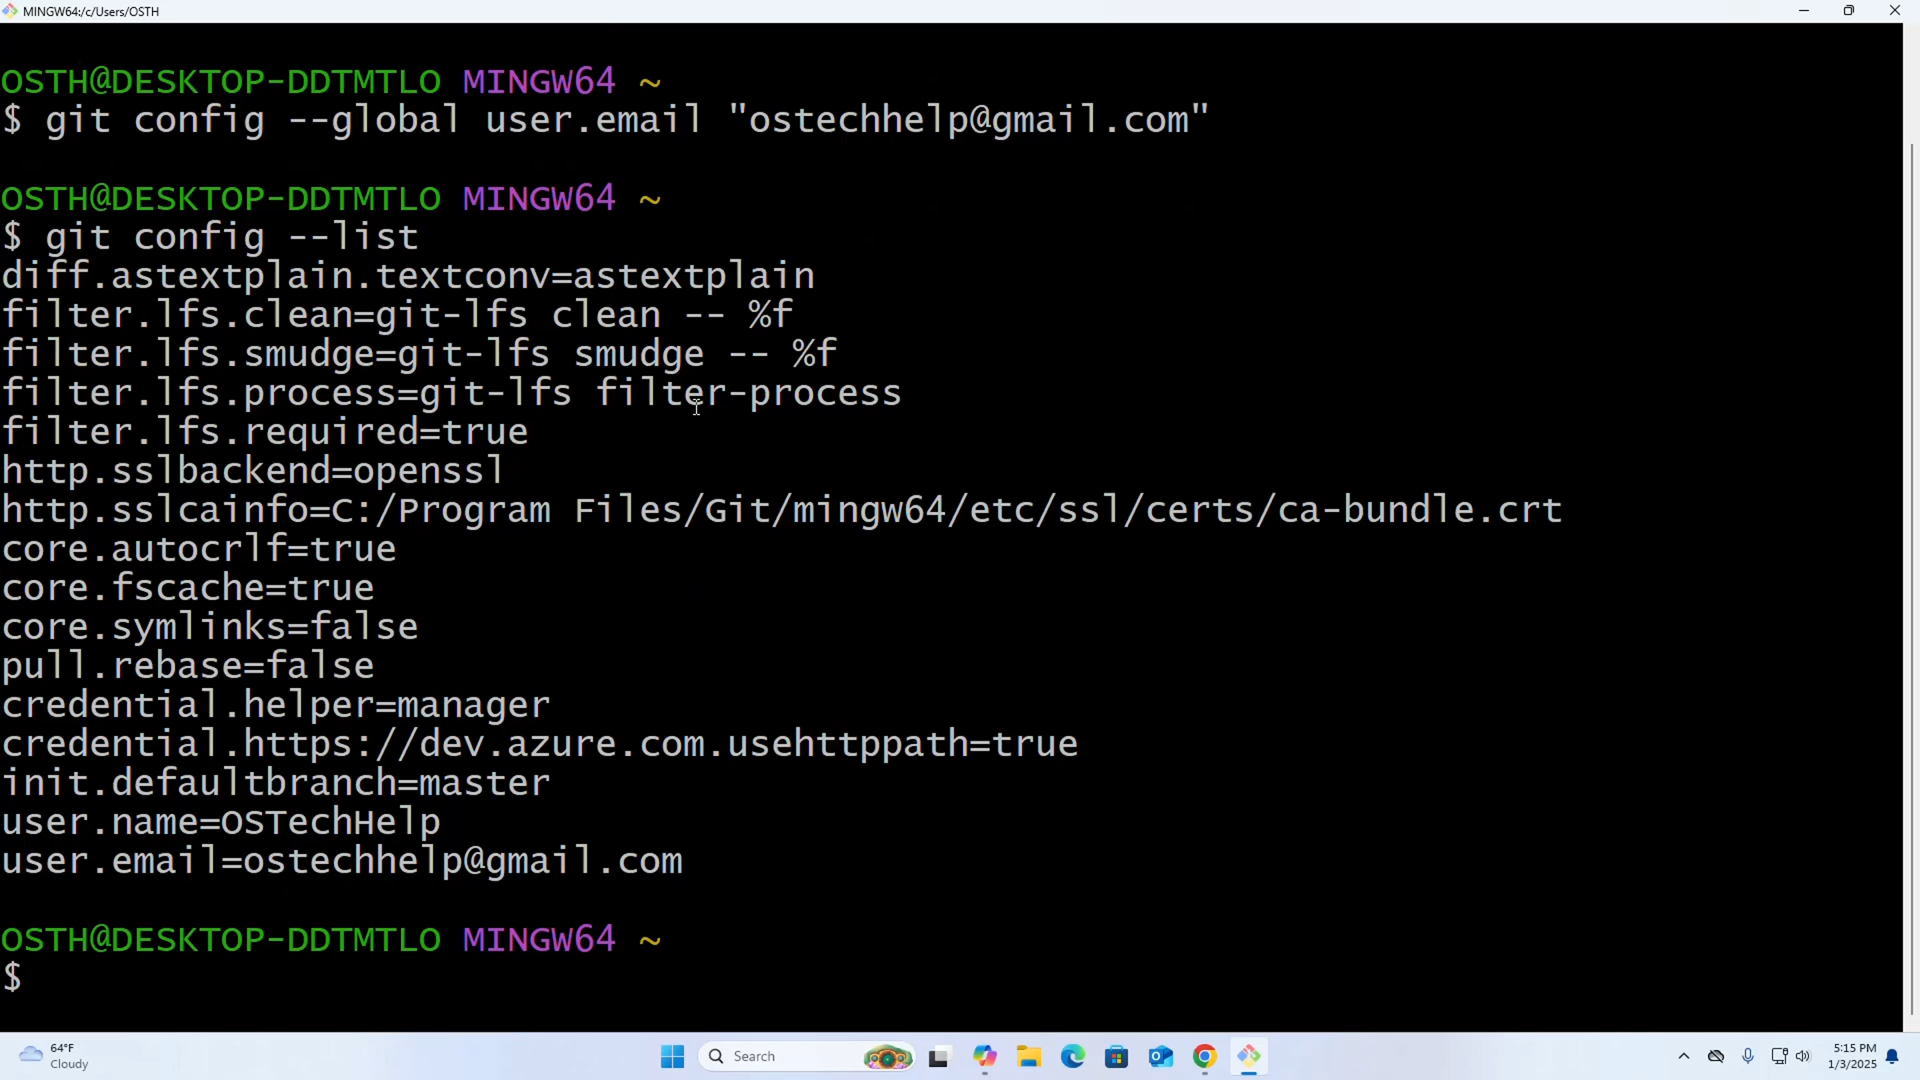 MINGW64:/c/Users/OSTH
OSTH@DESKTOP-DDTMTLO MINGW64 ~
$ git config --global user.email "ostechhelp@gmail.com"
OSTH@DESKTOP-DDTMTLO MINGW64 ~
$ git config --list
diff.astextplain.textconv=astextplain
filter.lfs.clean=git-lfs clean -- %f
filter.lfs.smudge=git-lfs smudge -- %f
filter.lfs.process=git-lfs filter-process
filter.lfs.required=true
http.sslbackend=openssl
http.sslcainfo=C:/Program Files/Git/mingw64/etc/ssl/certs/ca-bundle.crt
core.autocrlf=true
core.fscache=true
core.symlinks=false
pull.rebase=false
credential.helper=manager
credential.https://dev.azure.com.usehttppath=true
init.defaultbranch=master
user.name=OSTechHelp
user.email=ostechhelp@gmail.com
OSTH@DESKTOP-DDTMTLO MINGW64 ~
$
64°F
Cloudy
Search
5:15 PM
1/3/2025